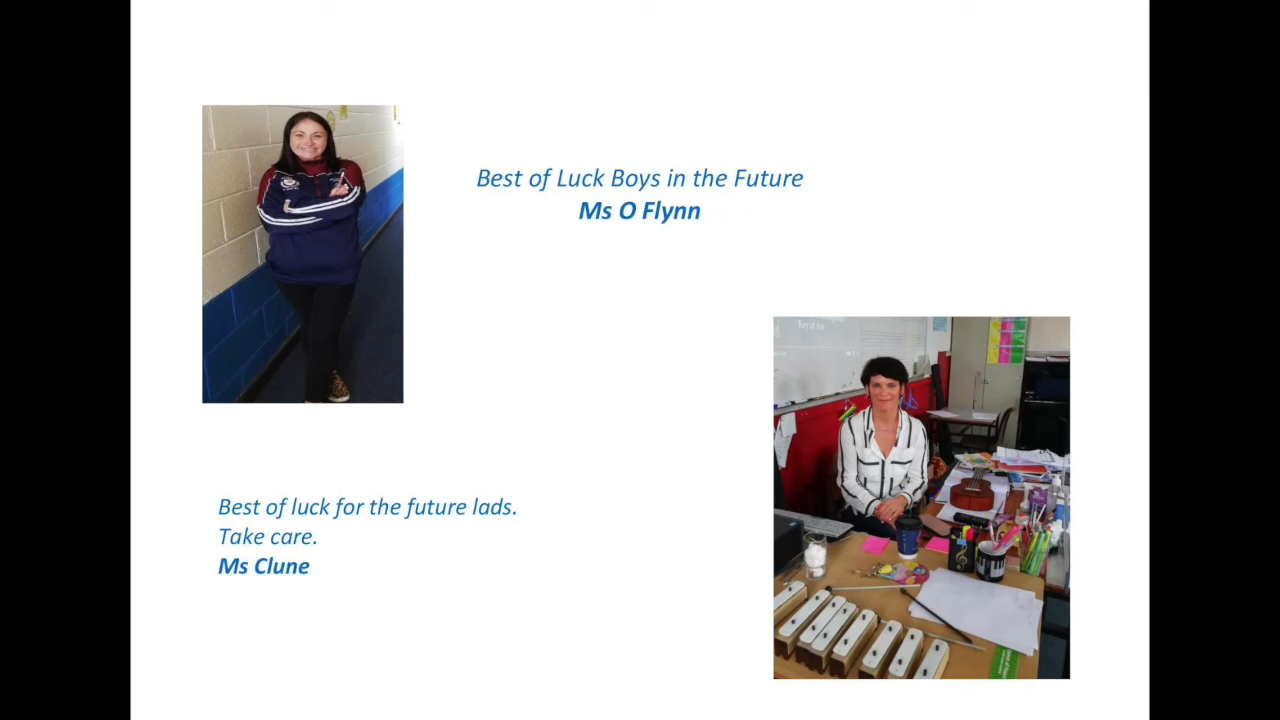 Best of Luck Boys in the Future
Ms O Flynn
Best of luck for the future lads.
Take care.
Ms Clune